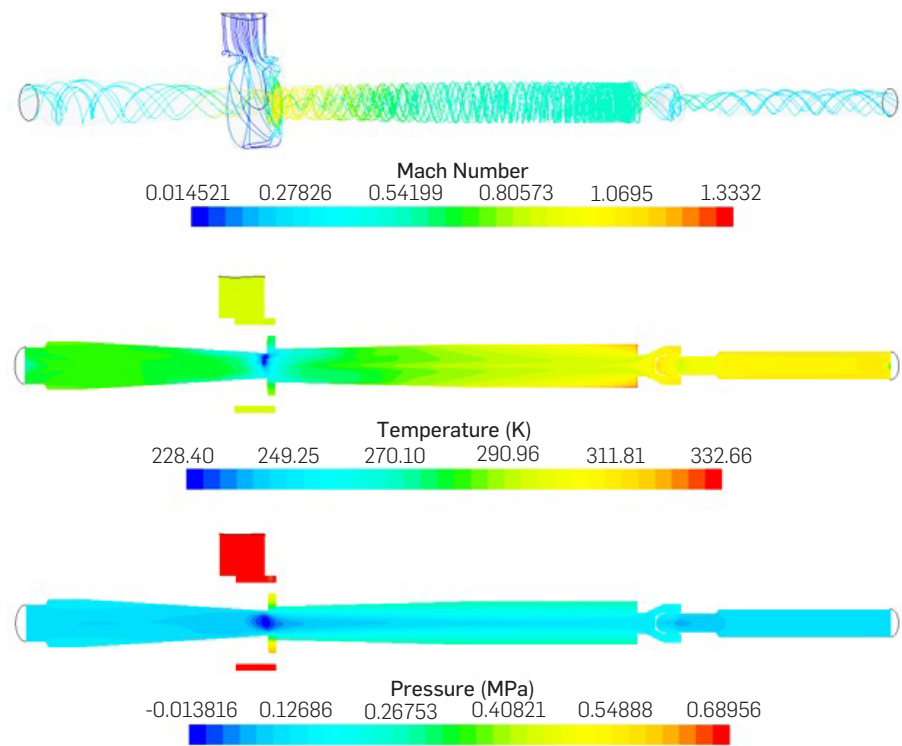 Mach Number
0.014521 0.27826 0.54199 0.80573 1.0695 1.3332
Temperature (K)
228.40 249.25 270.10 290.96 311.81 332.66
Pressure (MPa)
-0.013816 0.12686 0.26753 0.40821 0.54888 0.68956